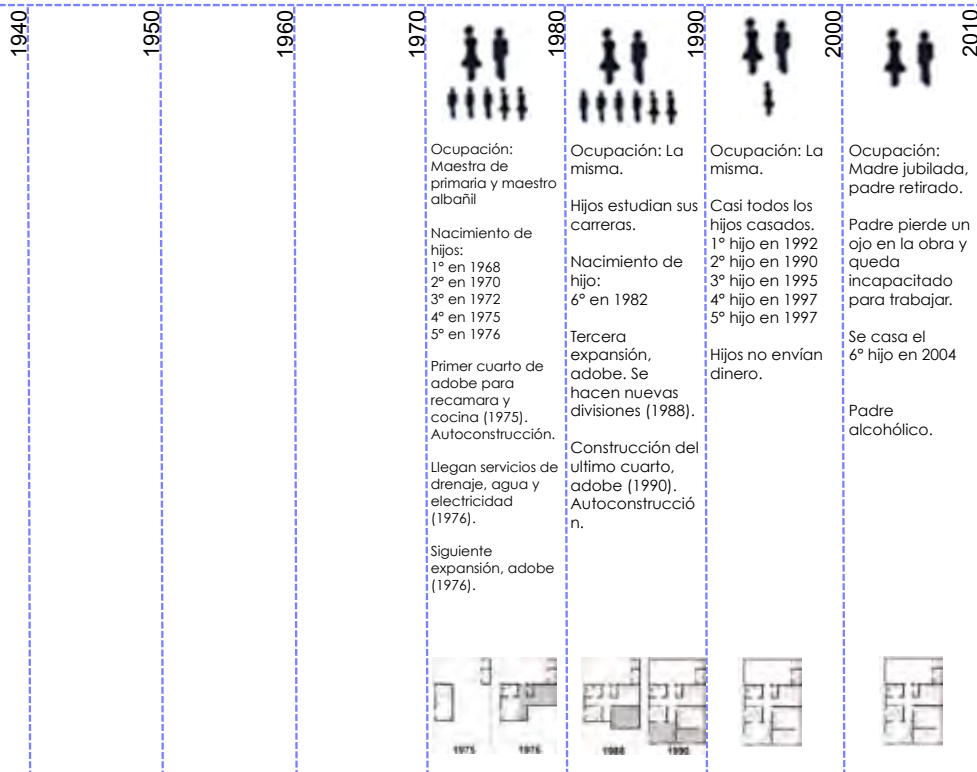 1940
1950
1960
1970
1980
1990
2000
2010
Ocupación:
Maestra de
primaria y maestro
albañil
Nacimiento de
hijos:
1° en 1968
2° en 1970
3° en 1972
4° en 1975
5° en 1976
Primer cuarto de
adobe para
recamara y
cocina (1975).
Autoconstrucción.
Llegan servicios de
drenaje, agua y
electricidad
(1976).
Siguiente
expansión, adobe
(1976).
1975
1976
Ocupación: La
misma.
Hijos estudian sus
carreras.
Nacimiento de
hijo:
6° en 1982
Tercera
expansión,
adobe. Se
hacen nuevas
divisiones (1988).
Construcción del
ultimo cuarto,
adobe (1990).
Autoconstrucció
n.
1988
1990
Ocupación: La
misma.
Casi todos los
hijos casados.
1° hijo en 1992
2° hijo en 1990
3° hijo en 1995
4° hijo en 1997
5° hijo en 1997
Hijos no envían
dinero.
Ocupación:
Madre jubilada,
padre retirado.
Padre pierde un
ojo en la obra y
queda
incapacitado
para trabajar.
Se casa el
6° hijo en 2004
Padre
alcohólico.